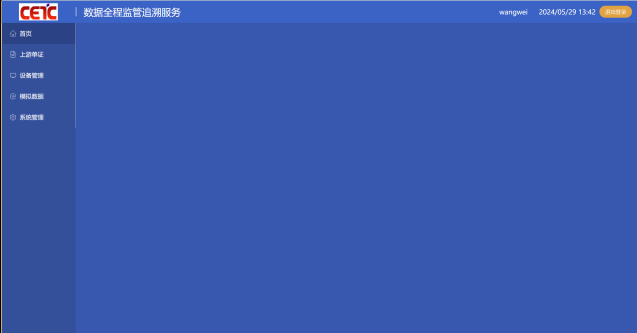 CETC
数据全程监管追溯服务
wangwei
2024/05/29 13:42
退出登录
首页
上游单证
设备管理
模拟数据
系统管理